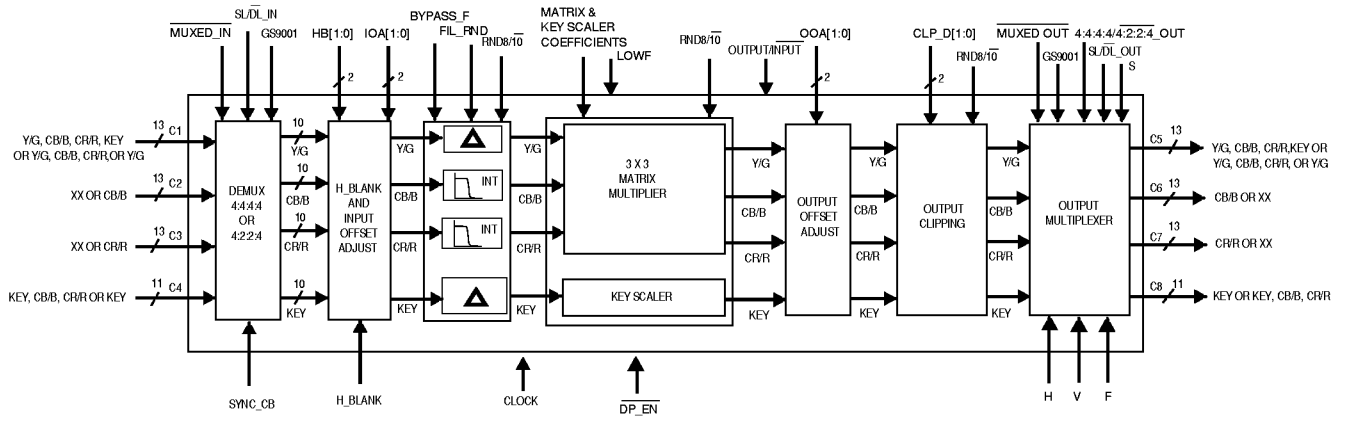 MUXED_IN
SL/DL_IN
GS9001
HB[1:0]
IOA[1:0]
BYPASS_F
FIL_RND
RND8/10
MATRIX &
KEY SCALER
COEFFICIENTS
LOWF
RND8/10
OUTPUT/INPUT
OOA[1:0]
CLP_D[1:0]
RND8/10
MUXED OUT
GS9001
4:4:4:4/4:2:2:4_OUT
SL/DL_OUT
S
2
2
2
2
Y/G, CB/B, CR/R, KEY
OR Y/G, CB/B, CR/R,OR Y/G
13
C1
XX OR CB/B
13
C2
XX OR CR/R
13
C3
KEY, CB/B, CR/R OR KEY
11
C4
DEMUX
4:4:4:4
OR
4:2:2:4
10
Y/G
10
CB/B
10
CR/R
10
KEY
H_BLANK
AND
INPUT
OFFSET
ADJUST
Y/G
CB/B
CR/R
KEY
INT
INT
Y/G
CB/B
CR/R
KEY
3 X 3
MATRIX
MULTIPLIER
KEY SCALER
Y/G
CB/B
CR/R
KEY
OUTPUT
OFFSET
ADJUST
Y/G
CB/B
CR/R
KEY
OUTPUT
CLIPPING
Y/G
CB/B
CR/R
KEY
OUTPUT
MULTIPLEXER
C5
13
Y/G, CB/B, CR/R,KEY OR
Y/G, CB/B, CR/R, OR Y/G
C6
13
CB/B OR XX
C7
13
CR/R OR XX
C8
11
KEY OR KEY, CB/B, CR/R
SYNC_CB
H_BLANK
CLOCK
DP_EN
H
V
F